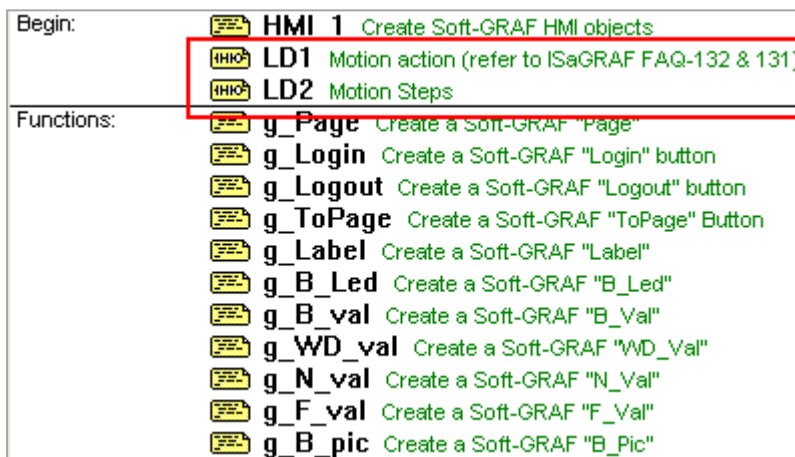 Begin: HMI_1 Create Soft-GRAF HMI objects
LD1 Motion action (refer to ISaGRAF FAQ-132 & 131)
LD2 Motion Steps
Functions: g_Page Create a Soft-GRAF "Page"
g_Login Create a Soft-GRAF "Login" button
g_Logout Create a Soft-GRAF "Logout" button
g_ToPage Create a Soft-GRAF "ToPage" Button
g_Label Create a Soft-GRAF "Label"
g_B_Led Create a Soft-GRAF "B_Led"
g_B_val Create a Soft-GRAF "B_Val"
g_WD_val Create a Soft-GRAF "WD_Val"
g_N_val Create a Soft-GRAF "N_Val"
g_F_val Create a Soft-GRAF "F_Val"
g_B_pic Create a Soft-GRAF "B_Pic"